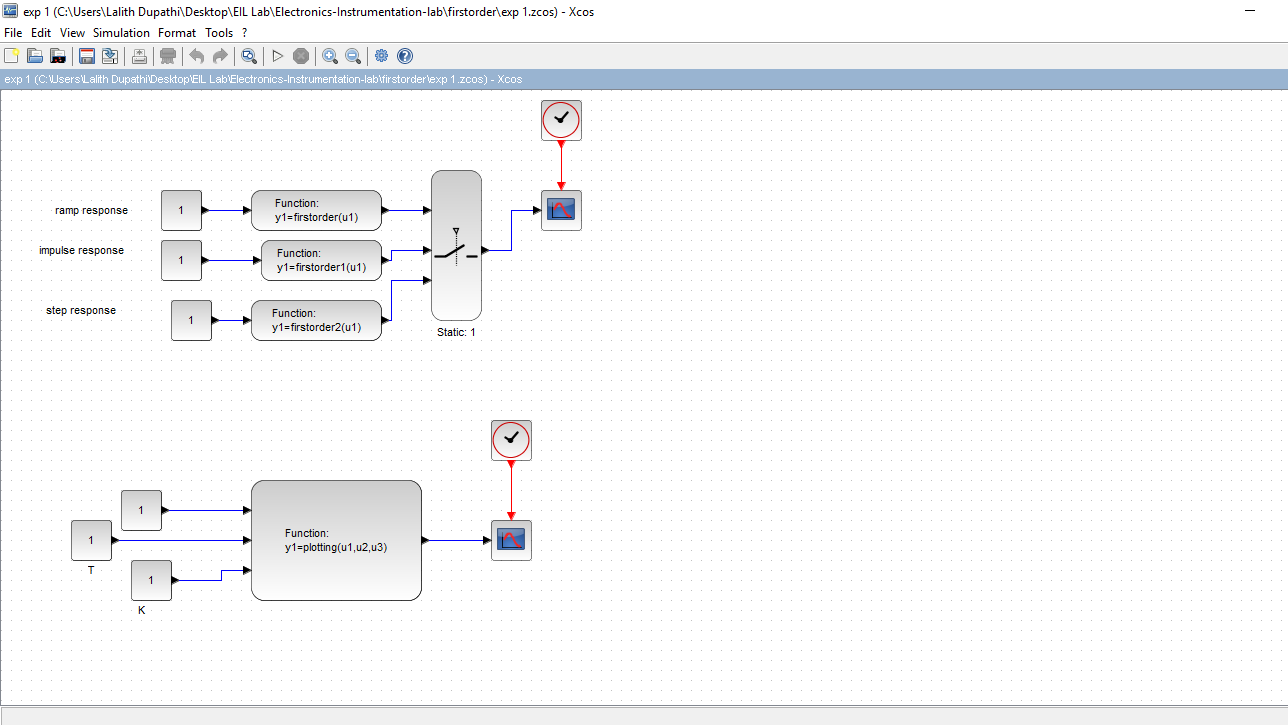 exp 1 (C:\Users\Lalith Dupathi\Desktop\EIL Lab\Electronics-Instrumentation-lab\firstorder\exp 1.zcos) - Xcos
File Edit View Simulation Format Tools ?
exp 1 (C:\Users\Lalith Dupathi\Desktop\EIL Lab\Electronics-Instrumentation-lab\firstorder\exp 1.zcos) - Xcos
ramp response
1
Function:
y1=firstorder(u1)
impulse response
1
Function:
y1=firstorder1(u1)
step response
1
Function:
y1=firstorder2(u1)
Static: 1
1
1
T
1
K
Function:
y1=plotting(u1,u2,u3)